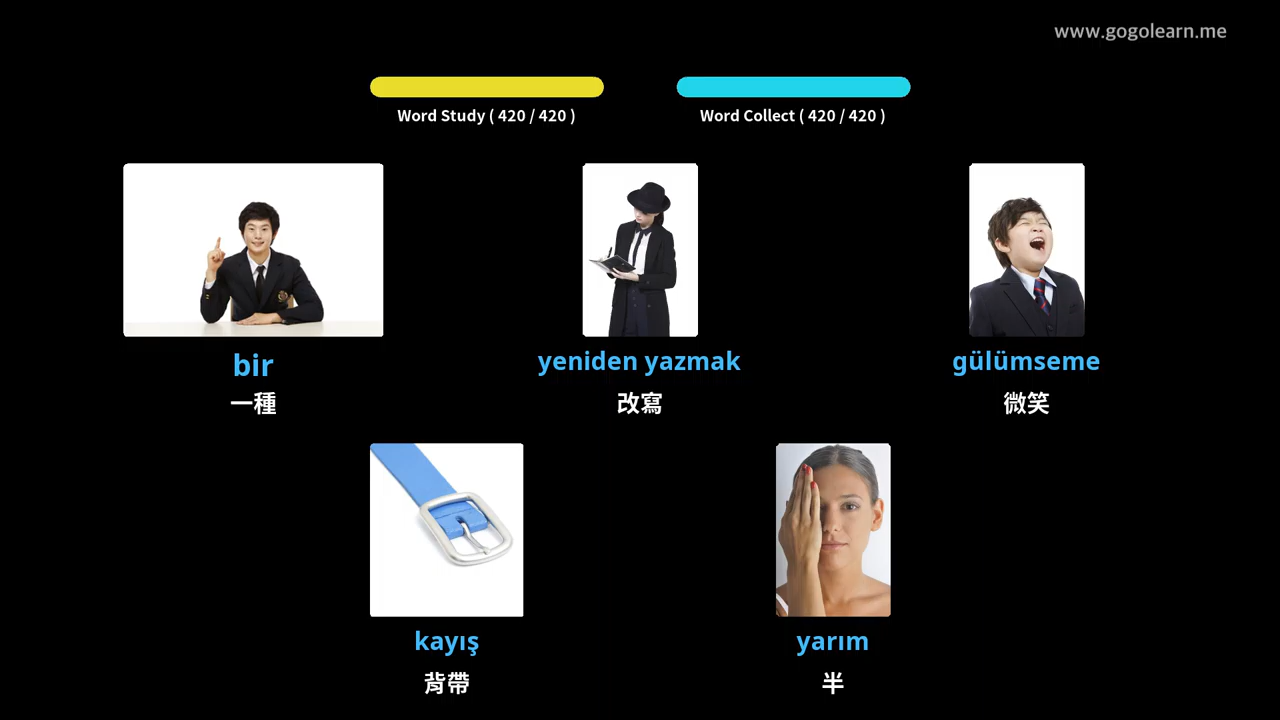 www.gogolearn.me
Word Study ( 420 / 420 )
Word Collect ( 420 / 420 )
bir
一種
yeniden yazmak
改寫
gülümseme
微笑
kayış
背帶
yarım
半